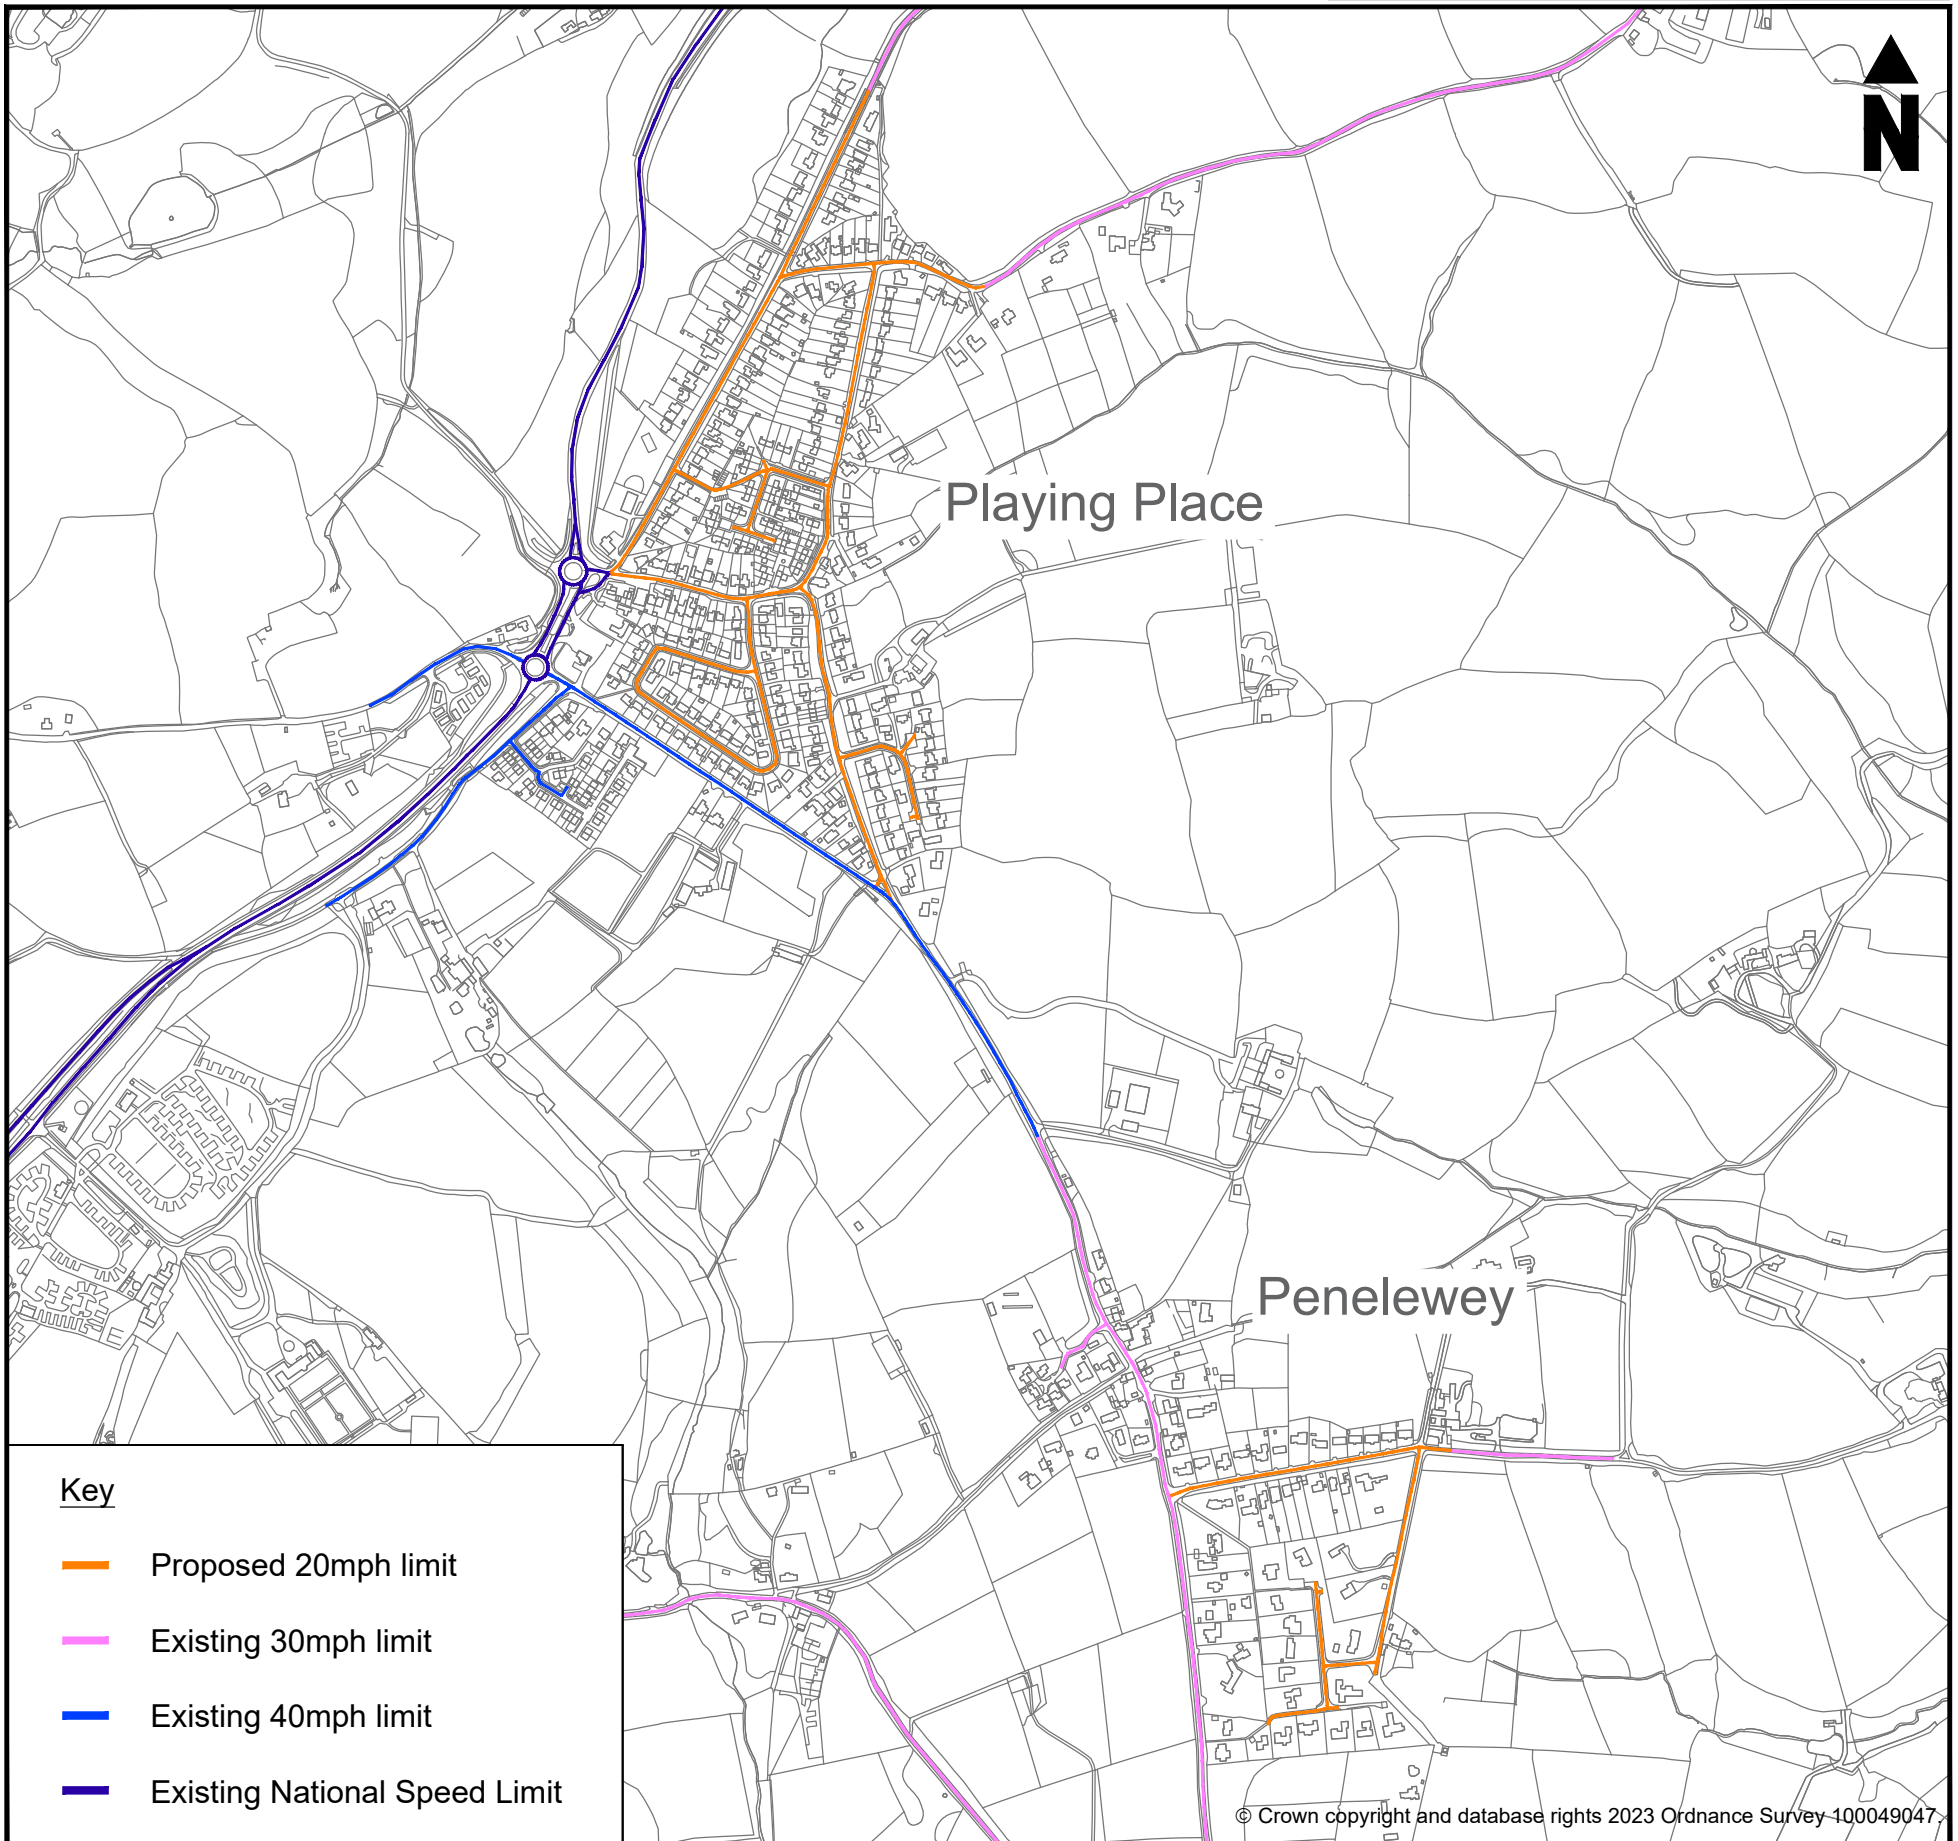 N
Playing Place
Penelewey
Key
Proposed 20mph limit
Existing 30mph limit
Existing 40mph limit
Existing National Speed Limit
© Crown copyright and database rights 2023 Ordnance Survey 100049047.